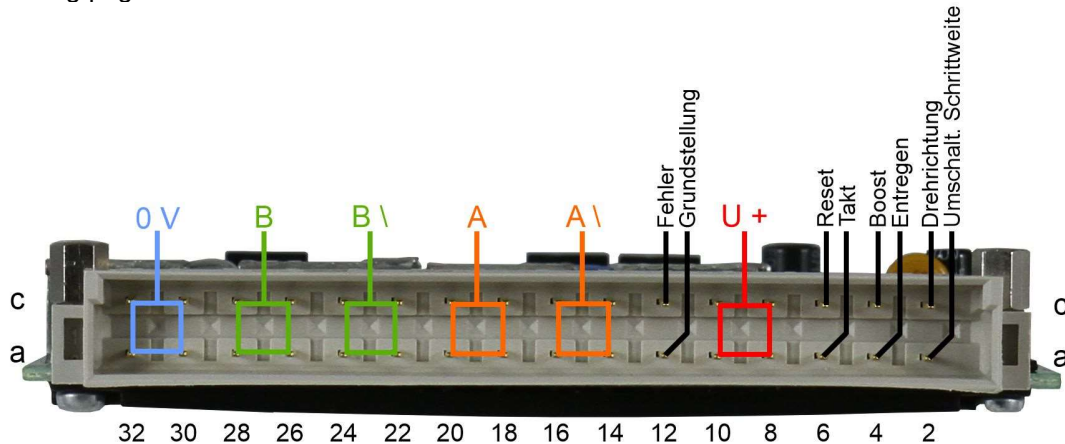 Fehler
Grundstellung
Reset
Takt
Boost
Entregen
Drehrichtung
Umschalt. Schrittweite
0 V
B
B \
A
A \
U +
c
c
a
a
32 30 28 26 24 22 20 18 16 14 12 10 8 6 4 2